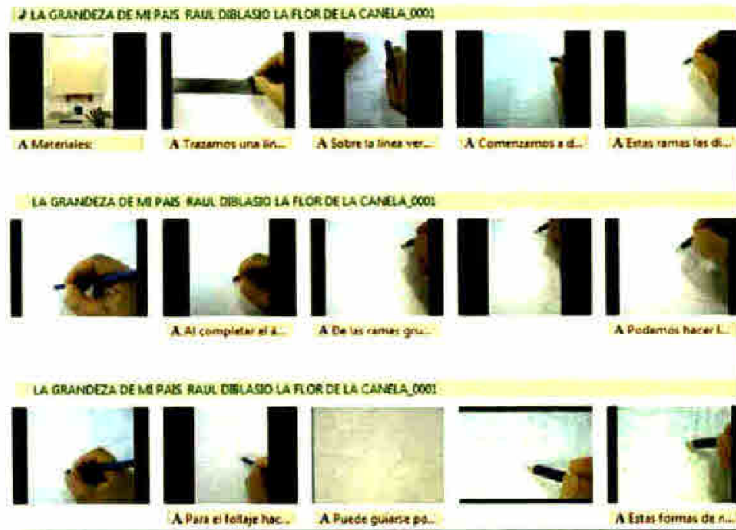 LA GRANDEZA DE MI PAIS RAUL DIBLASIO LA FLOR DE LA CANELA_0001
A Materiales:
A Trazamos una lín...
A Sobre la línea ver...
A Comenzamos a d...
A Estas ramas las di...
LA GRANDEZA DE MI PAIS RAUL DIBLASIO LA FLOR DE LA CANELA_0001
A Al completar el á...
A De las ramas gru...
A Podemos hacer l...
LA GRANDEZA DE MI PAIS RAUL DIBLASIO LA FLOR DE LA CANELA_0001
A Para el follaje hac...
A Puede guiarse po...
A Estas formas de r...